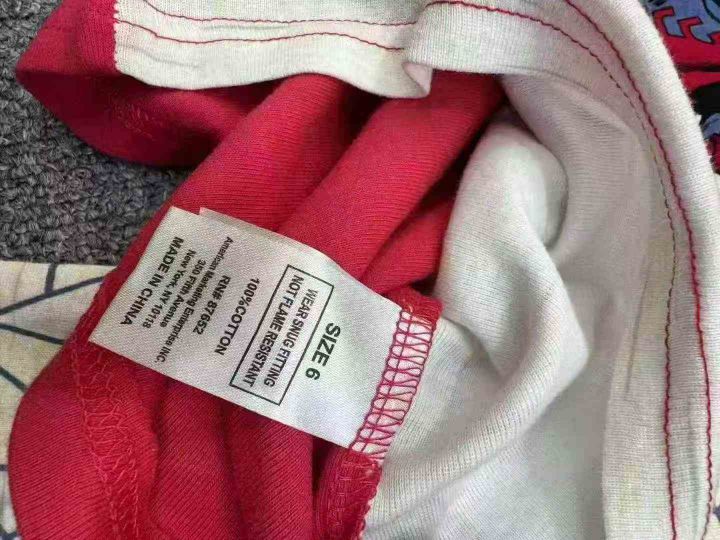 SIZE 6
WEAR SNUG FITTING
NOT FLAME RESISTANT
100%COTTON
RN# 87652
American Marketing Enterprise INC.
350 Fifth Avenue
New York, NY 10118
MADE IN CHINA